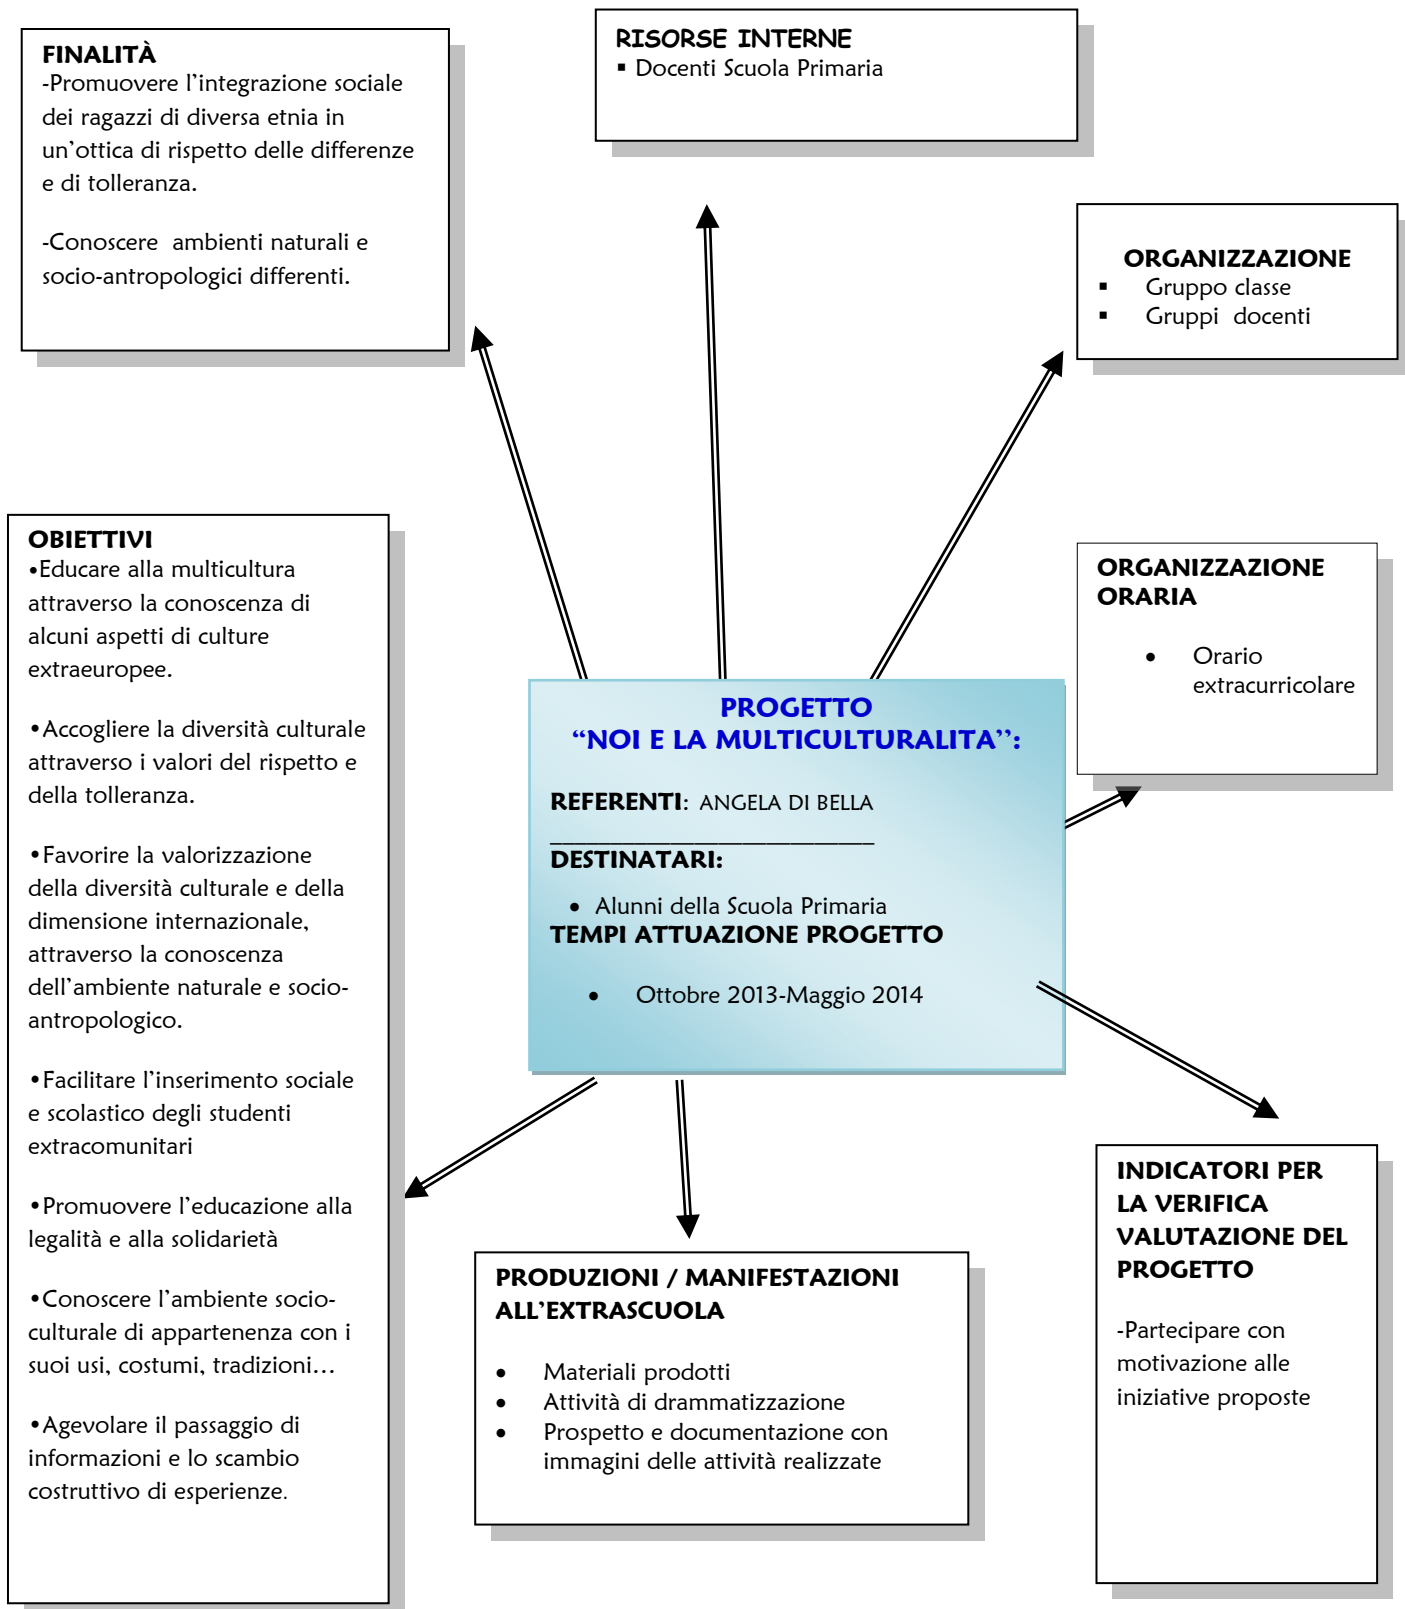 FINALITÀ
-Promuovere l’integrazione sociale
dei ragazzi di diversa etnia in
un’ottica di rispetto delle differenze
e di tolleranza.
-Conoscere ambienti naturali e
socio-antropologici differenti.
RISORSE INTERNE
▪ Docenti Scuola Primaria
ORGANIZZAZIONE
▪ Gruppo classe
▪ Gruppi docenti
OBIETTIVI
•Educare alla multicultura
attraverso la conoscenza di
alcuni aspetti di culture
extraeuropee.
•Accogliere la diversità culturale
attraverso i valori del rispetto e
della tolleranza.
•Favorire la valorizzazione
della diversità culturale e della
dimensione internazionale,
attraverso la conoscenza
dell’ambiente naturale e socio-
antropologico.
•Facilitare l’inserimento sociale
e scolastico degli studenti
extracomunitari
•Promuovere l’educazione alla
legalità e alla solidarietà
•Conoscere l’ambiente socio-
culturale di appartenenza con i
suoi usi, costumi, tradizioni…
•Agevolare il passaggio di
informazioni e lo scambio
costruttivo di esperienze.
ORGANIZZAZIONE
ORARIA
• Orario
extracurricolare
PROGETTO
“NOI E LA MULTICULTURALITA’’:
REFERENTI: ANGELA DI BELLA
___________________________
DESTINATARI:
• Alunni della Scuola Primaria
TEMPI ATTUAZIONE PROGETTO
• Ottobre 2013-Maggio 2014
PRODUZIONI / MANIFESTAZIONI
ALL’EXTRASCUOLA
• Materiali prodotti
• Attività di drammatizzazione
• Prospetto e documentazione con
immagini delle attività realizzate
INDICATORI PER
LA VERIFICA
VALUTAZIONE DEL
PROGETTO
-Partecipare con
motivazione alle
iniziative proposte